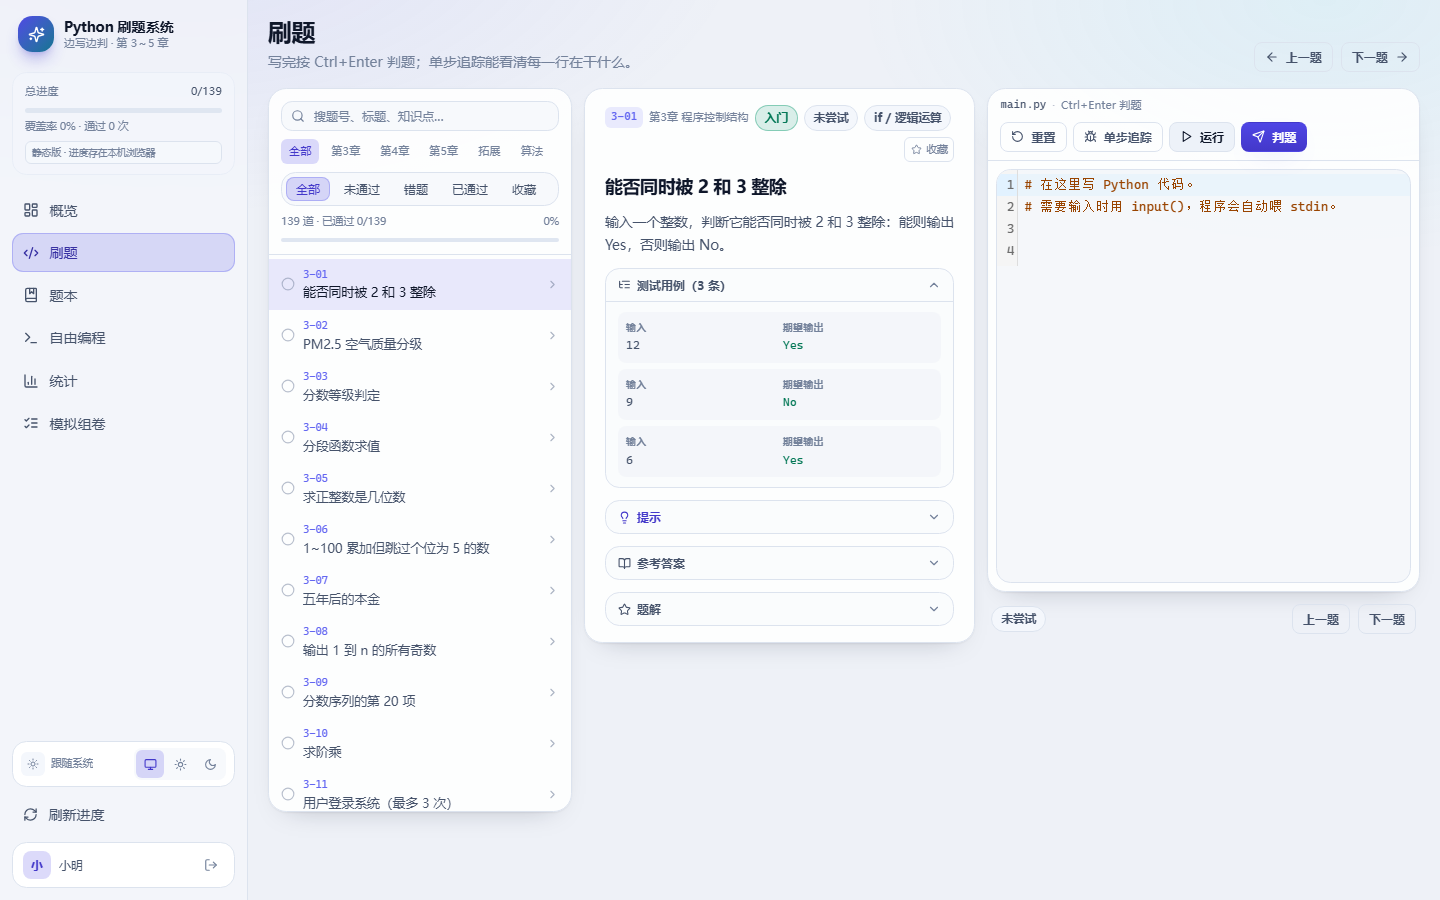 Python 刷题系统
边写边判 · 第 3 ~ 5 章
总进度 0/139
覆盖率 0% · 通过 0 次
静态版 · 进度存在本机浏览器
概览
刷题
题本
自由编程
统计
模拟组卷
跟随系统
刷新进度
小 小明
刷题
写完按 Ctrl+Enter 判题；单步追踪能看清每一行在干什么。
上一题 下一题
搜题号、标题、知识点...
全部 第3章 第4章 第5章 拓展 算法
全部 未通过 错题 已通过 收藏
139 道 · 已通过 0/139 0%
3-01
能否同时被 2 和 3 整除
3-02
PM2.5 空气质量分级
3-03
分数等级判定
3-04
分段函数求值
3-05
求正整数是几位数
3-06
1~100 累加但跳过个位为 5 的数
3-07
五年后的本金
3-08
输出 1 到 n 的所有奇数
3-09
分数序列的第 20 项
3-10
求阶乘
3-11
用户登录系统（最多 3 次）
3-01 第3章 程序控制结构 入门 未尝试 if / 逻辑运算
收藏
能否同时被 2 和 3 整除
输入一个整数，判断它能否同时被 2 和 3 整除：能则输出
Yes，否则输出 No。
测试用例（3 条）
输入 期望输出
12 Yes
输入 期望输出
9 No
输入 期望输出
6 Yes
提示
参考答案
题解
main.py · Ctrl+Enter 判题
重置 单步追踪 运行 判题
1 # 在这里写 Python 代码。
2 # 需要输入时用 input()，程序会自动喂 stdin。
3
4
未尝试 上一题 下一题